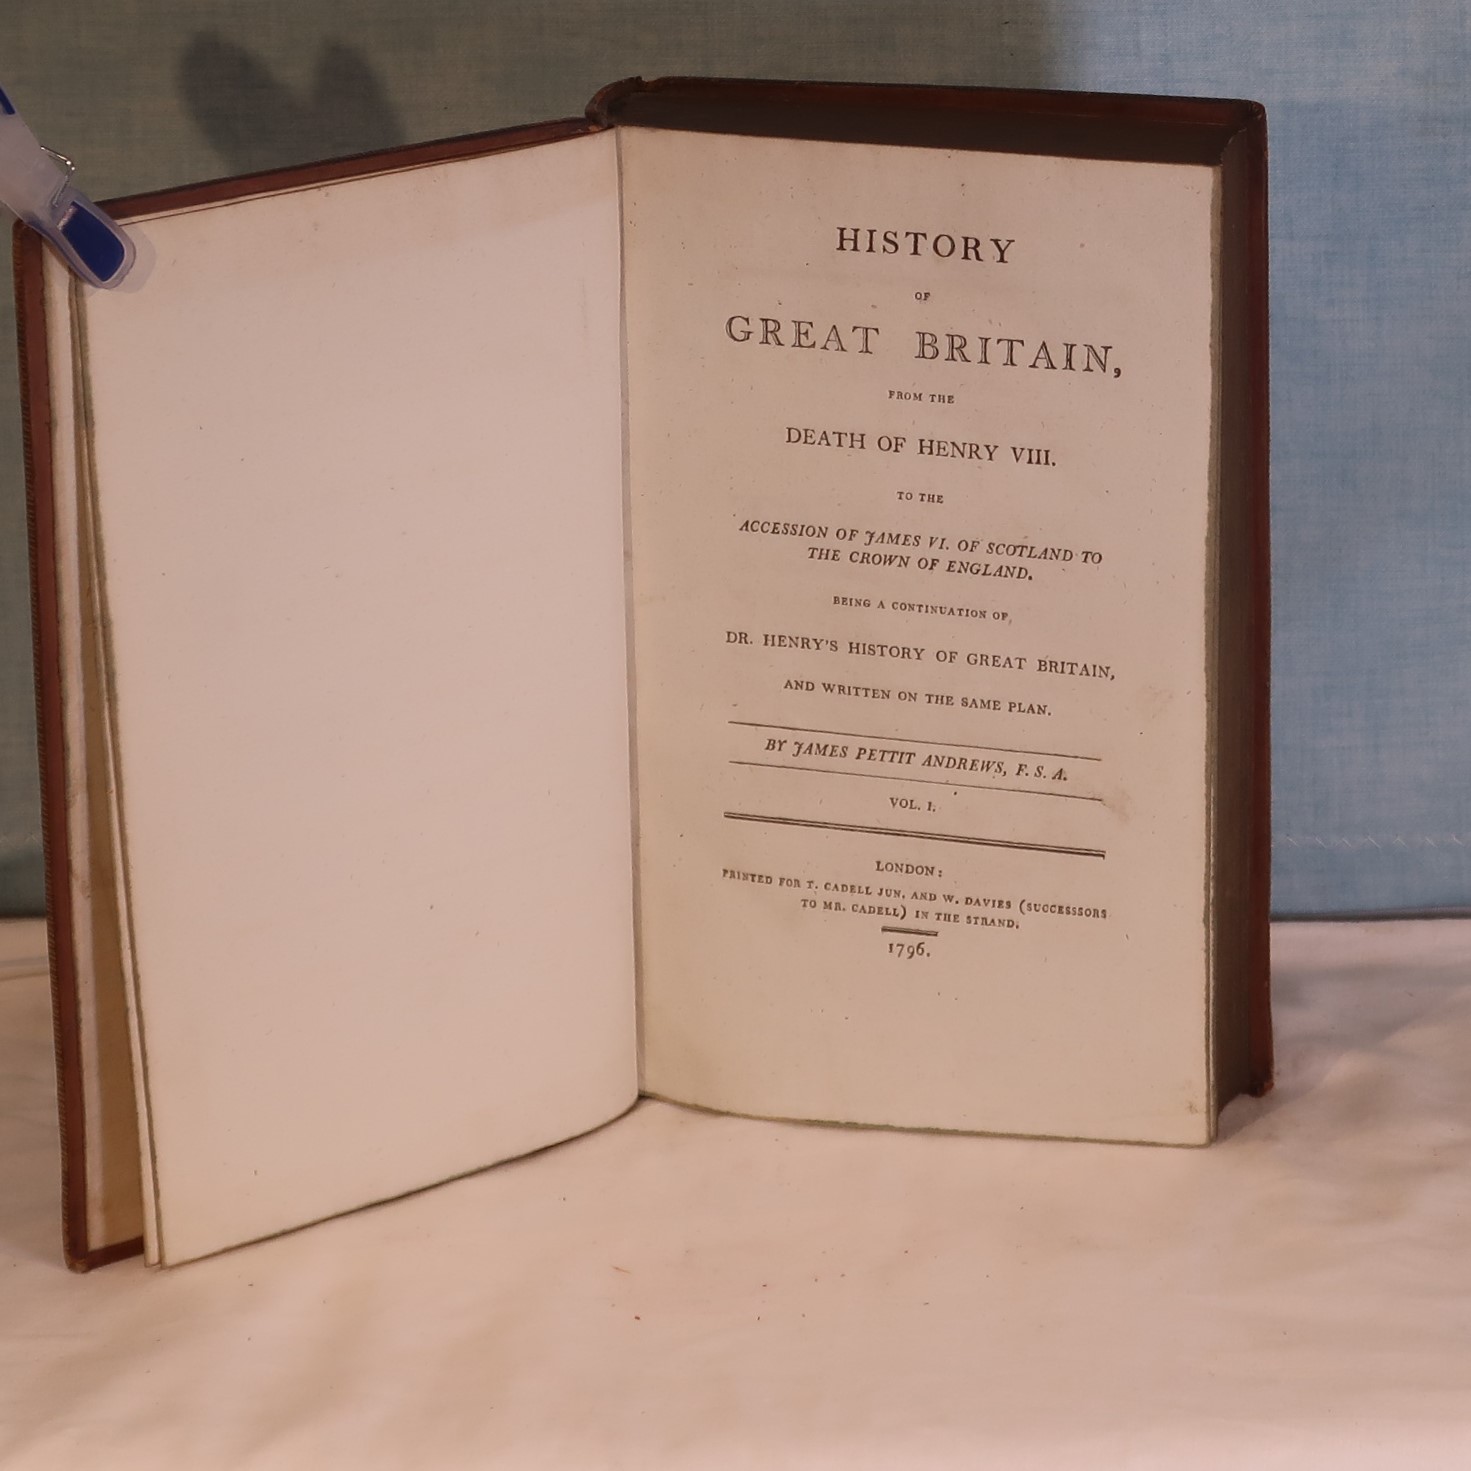 HISTORY
OF
GREAT BRITAIN,
FROM THE
DEATH OF HENRY VIII.
TO THE
ACCESSION OF JAMES VI. OF SCOTLAND TO
THE CROWN OF ENGLAND.
BEING A CONTINUATION OF,
DR. HENRY'S HISTORY OF GREAT BRITAIN,
AND WRITTEN ON THE SAME PLAN.
BY JAMES PETTIT ANDREWS, F. S. A.
VOL. I.
LONDON:
PRINTED FOR T. CADELL JUN. AND W. DAVIES (SUCCESSSORS
TO MR. CADELL) IN THE STRAND.
1796.